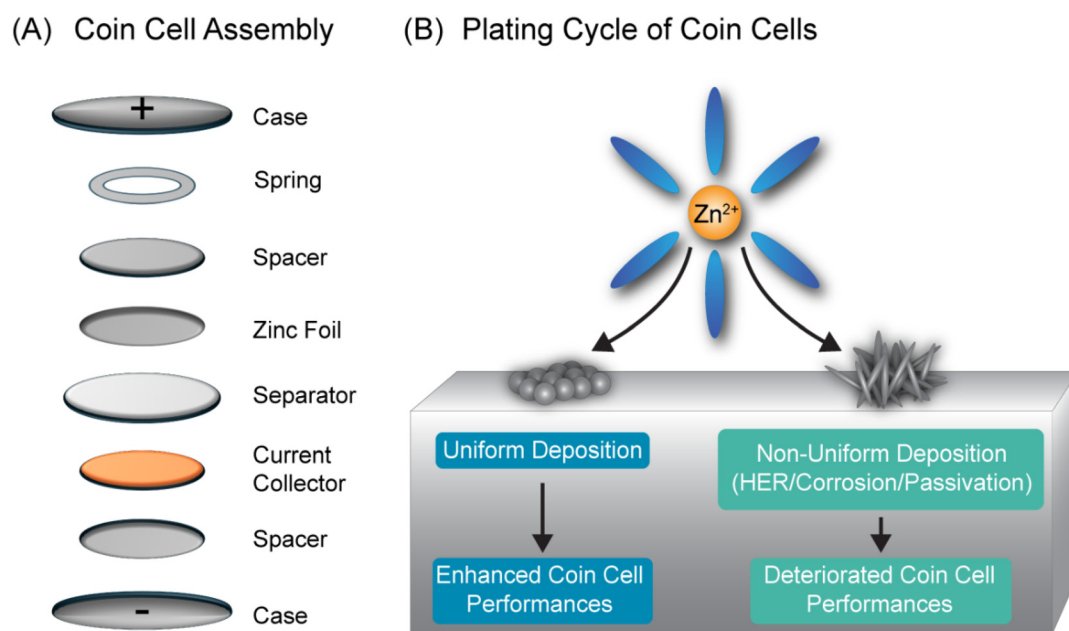 (A) Coin Cell Assembly
+
Case
Spring
Spacer
Zinc Foil
Separator
Current
Collector
Spacer
-
Case
(B) Plating Cycle of Coin Cells
Zn²⁺
Uniform Deposition
Enhanced Coin Cell
Performances
Non-Uniform Deposition
(HER/Corrosion/Passivation)
Deteriorated Coin Cell
Performances